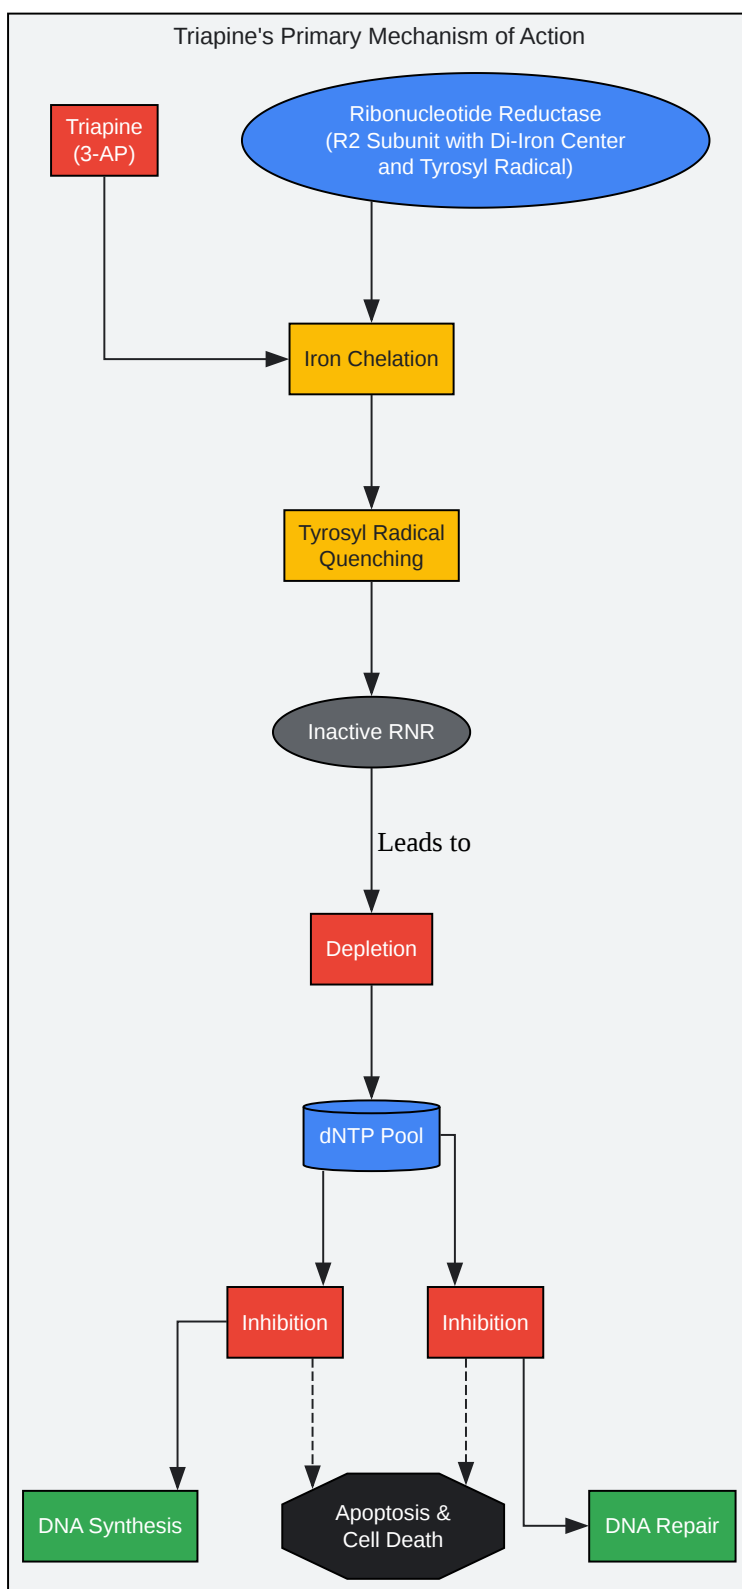 Triapine's Primary Mechanism of Action
Triapine
(3-AP)
Ribonucleotide Reductase
(R2 Subunit with Di-Iron Center
and Tyrosyl Radical)
Iron Chelation
Tyrosyl Radical
Quenching
Inactive RNR
Leads to
Depletion
dNTP Pool
Inhibition
Inhibition
DNA Synthesis
Apoptosis &
Cell Death
DNA Repair